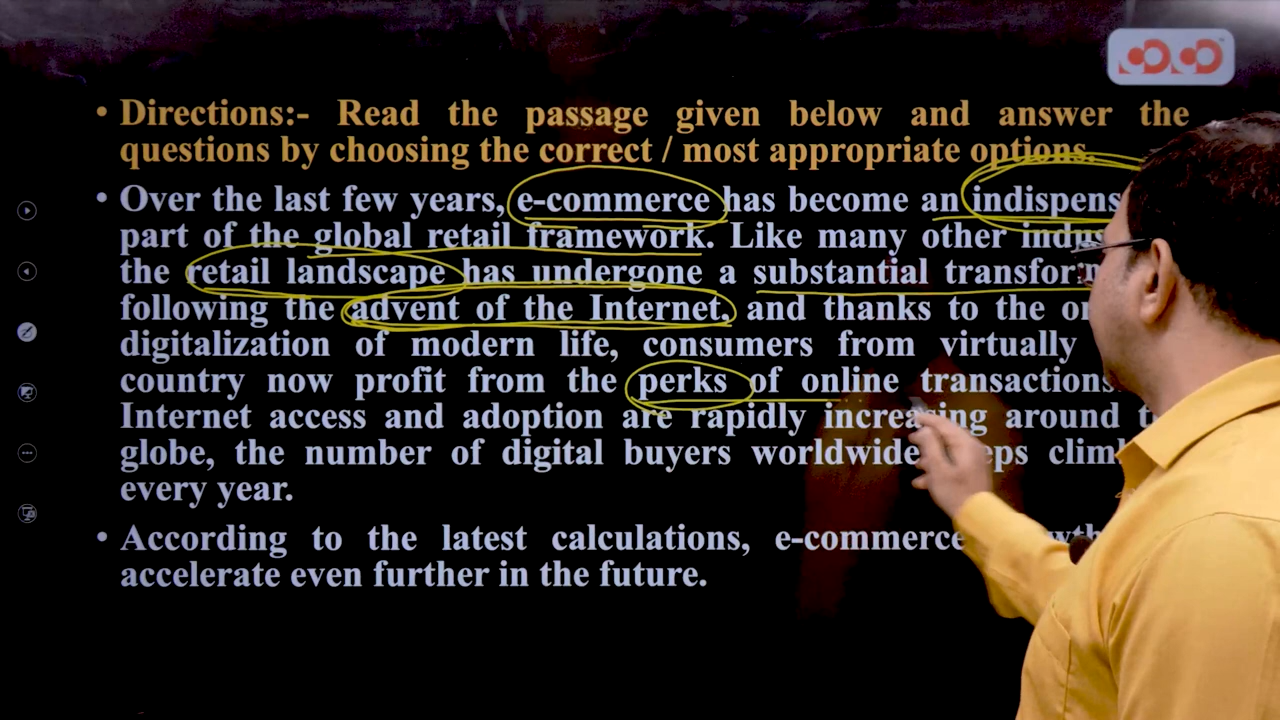 • Directions:- Read the passage given below and answer the
questions by choosing the correct / most appropriate options.
• Over the last few years, e-commerce has become an
part of the global retail framework. Like many other
the retail landscape has undergone a substantial
following the advent of the Internet, and thanks to the
digitalization of modern life, consumers from virtually
country now profit from the perks of online transactions.
Internet access and adoption are rapidly increasing around
globe, the number of digital buyers worldwide
every year.
• According to the latest calculations, e-commerce
accelerate even further in the future.